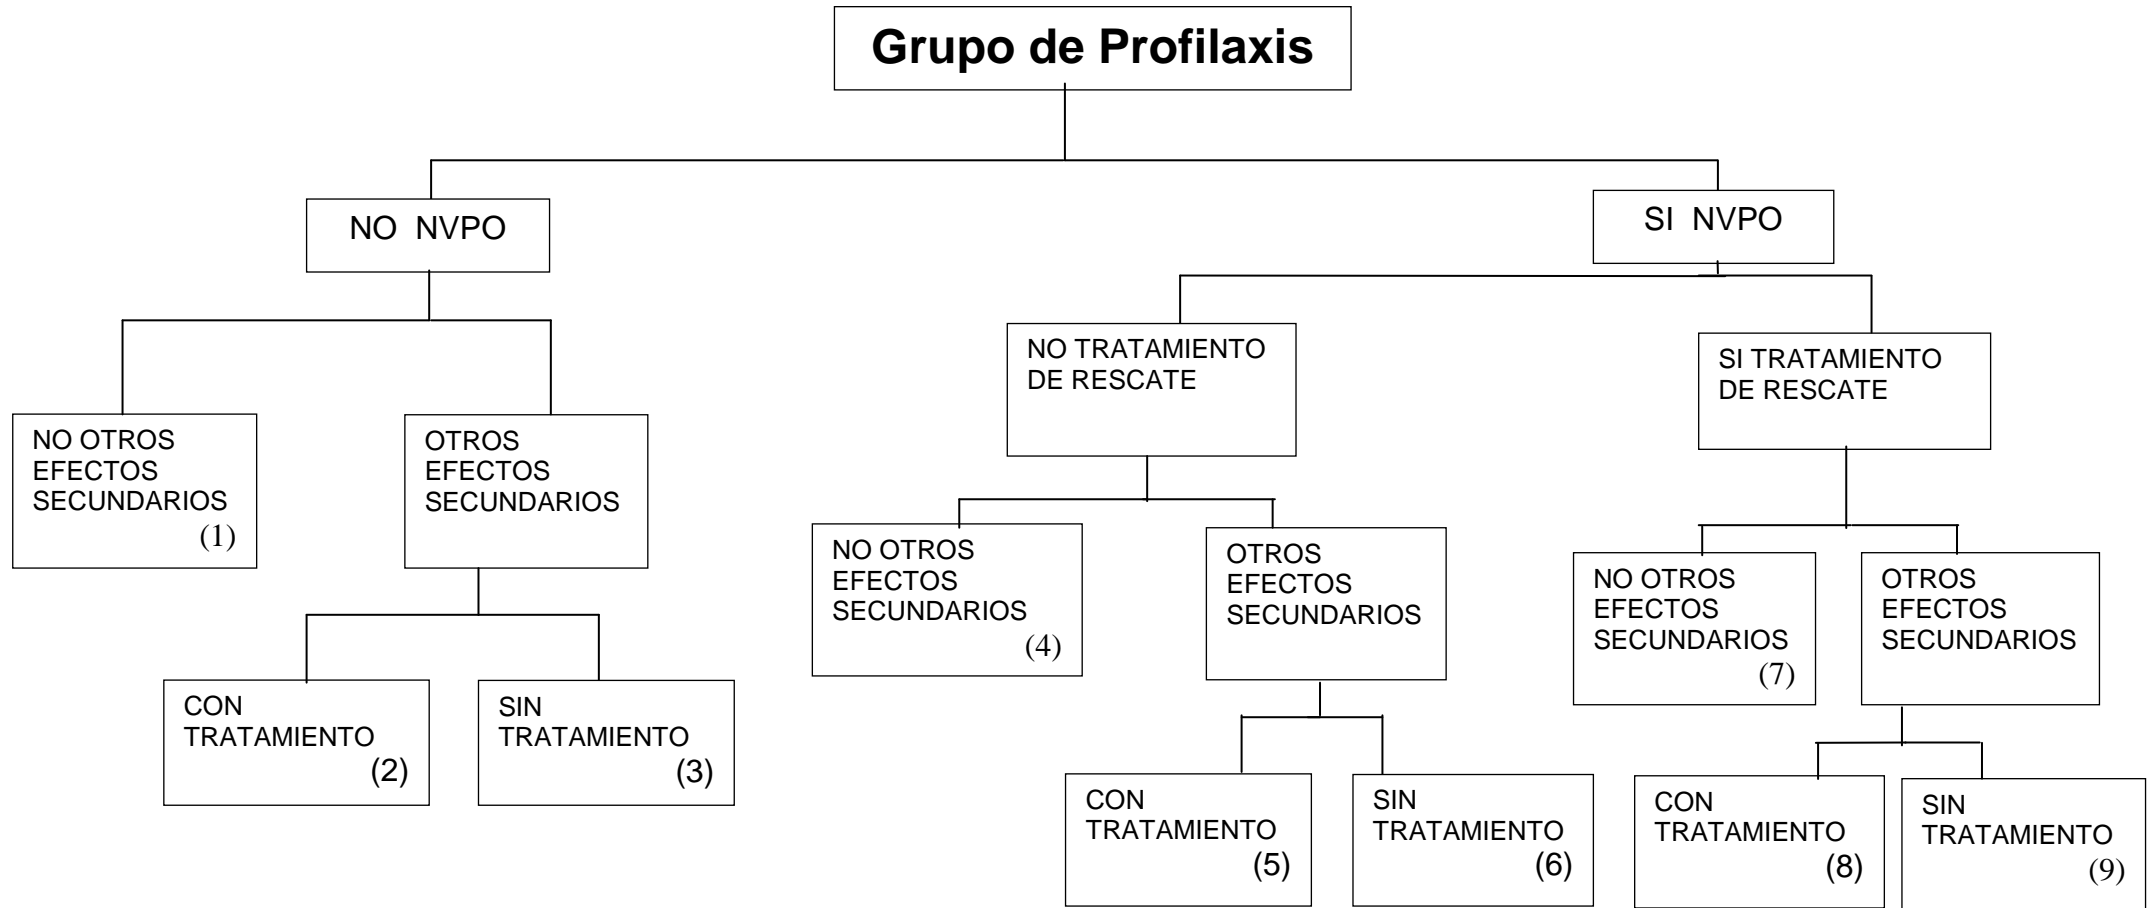 Grupo de Profilaxis
NO NVPO
SI NVPO
NO TRATAMIENTO
DE RESCATE
SI TRATAMIENTO
DE RESCATE
NO OTROS
EFECTOS
SECUNDARIOS
(1)
OTROS
EFECTOS
SECUNDARIOS
NO OTROS
EFECTOS
SECUNDARIOS
(4)
OTROS
EFECTOS
SECUNDARIOS
NO OTROS
EFECTOS
SECUNDARIOS
(7)
OTROS
EFECTOS
SECUNDARIOS
CON
TRATAMIENTO
(2)
SIN
TRATAMIENTO
(3)
CON
TRATAMIENTO
(5)
SIN
TRATAMIENTO
(6)
CON
TRATAMIENTO
(8)
SIN
TRATAMIENTO
(9)